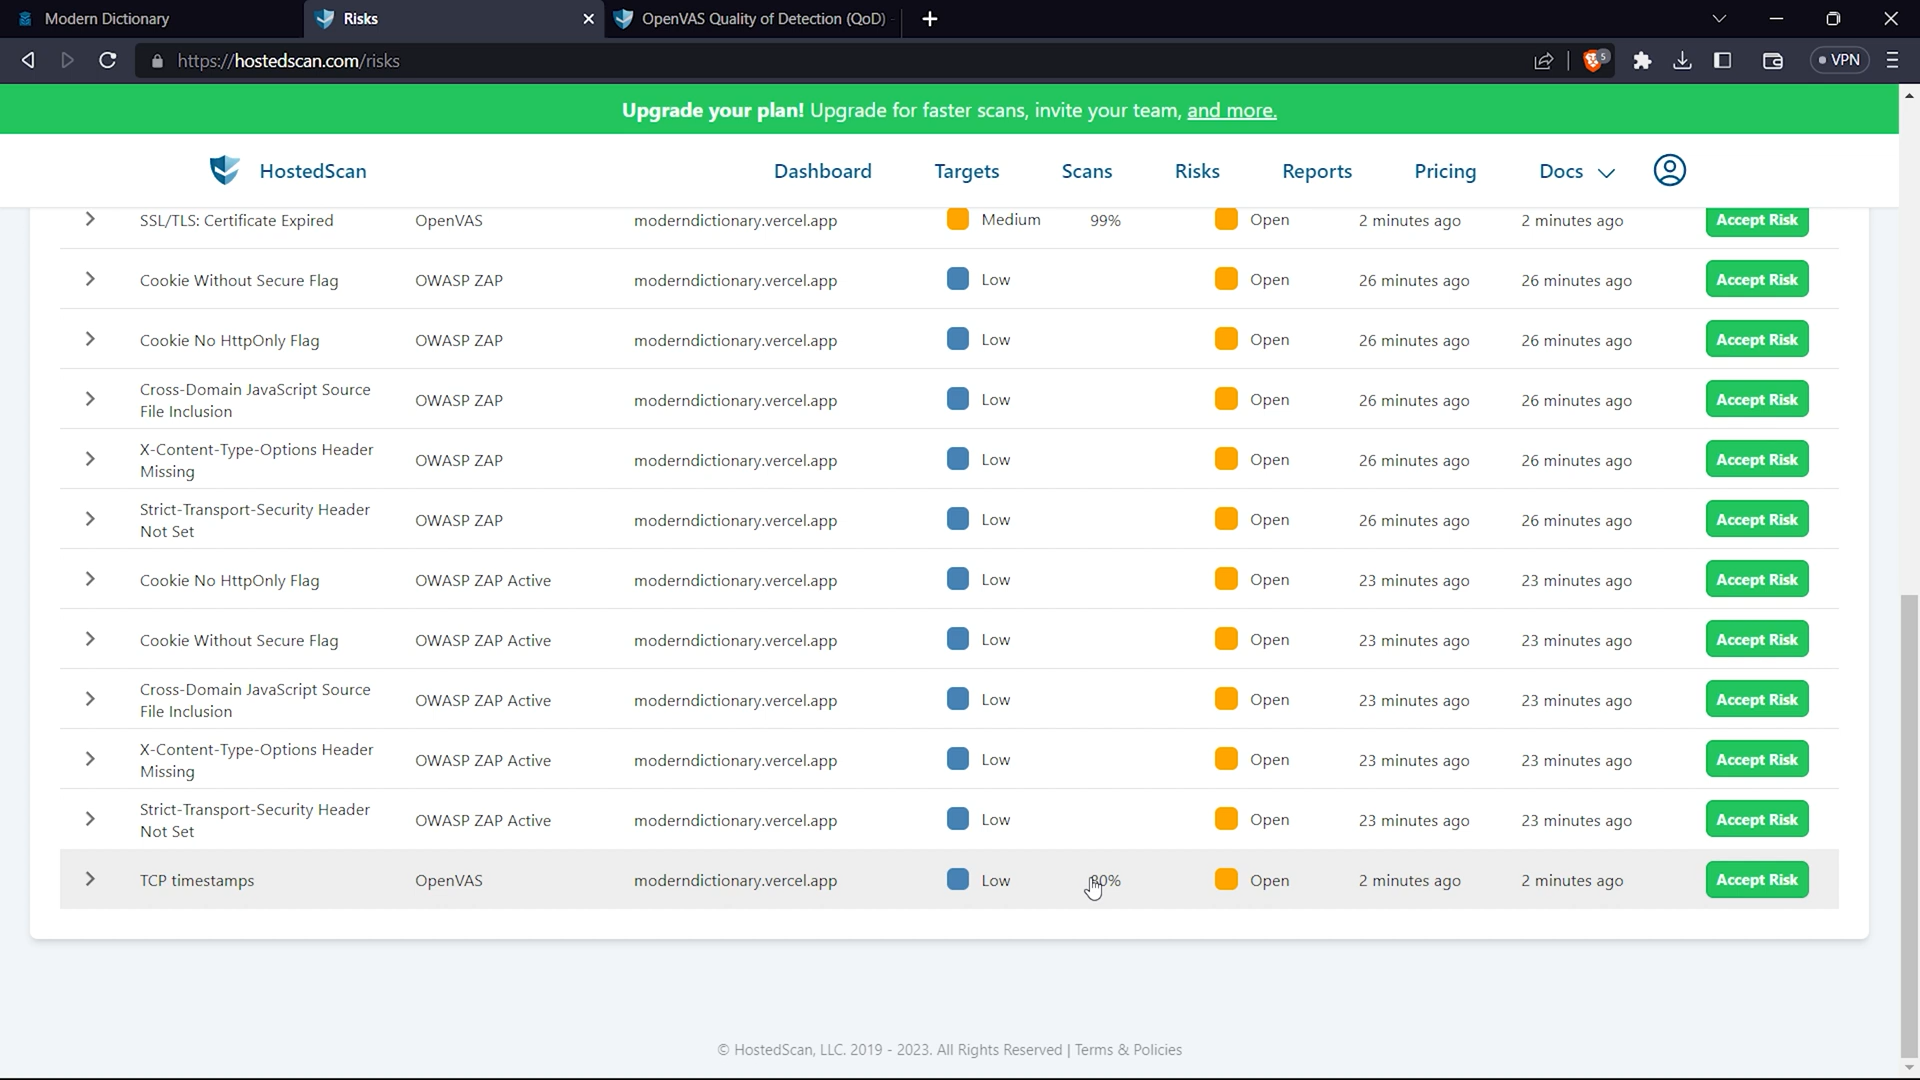 Modern Dictionary Risks OpenVAS Quality of Detection (QoD)
https://hostedscan.com/risks 5 VPN
Upgrade your plan! Upgrade for faster scans, invite your team, and more.
HostedScan Dashboard Targets Scans Risks Reports Pricing Docs
SSL/TLS: Certificate Expired OpenVAS moderndictionary.vercel.app Medium 99% Open 2 minutes ago 2 minutes ago Accept Risk
Cookie Without Secure Flag OWASP ZAP moderndictionary.vercel.app Low Open 26 minutes ago 26 minutes ago Accept Risk
Cookie No HttpOnly Flag OWASP ZAP moderndictionary.vercel.app Low Open 26 minutes ago 26 minutes ago Accept Risk
Cross-Domain JavaScript Source
File Inclusion OWASP ZAP moderndictionary.vercel.app Low Open 26 minutes ago 26 minutes ago Accept Risk
X-Content-Type-Options Header
Missing OWASP ZAP moderndictionary.vercel.app Low Open 26 minutes ago 26 minutes ago Accept Risk
Strict-Transport-Security Header
Not Set OWASP ZAP moderndictionary.vercel.app Low Open 26 minutes ago 26 minutes ago Accept Risk
Cookie No HttpOnly Flag OWASP ZAP Active moderndictionary.vercel.app Low Open 23 minutes ago 23 minutes ago Accept Risk
Cookie Without Secure Flag OWASP ZAP Active moderndictionary.vercel.app Low Open 23 minutes ago 23 minutes ago Accept Risk
Cross-Domain JavaScript Source
File Inclusion OWASP ZAP Active moderndictionary.vercel.app Low Open 23 minutes ago 23 minutes ago Accept Risk
X-Content-Type-Options Header
Missing OWASP ZAP Active moderndictionary.vercel.app Low Open 23 minutes ago 23 minutes ago Accept Risk
Strict-Transport-Security Header
Not Set OWASP ZAP Active moderndictionary.vercel.app Low Open 23 minutes ago 23 minutes ago Accept Risk
TCP timestamps OpenVAS moderndictionary.vercel.app Low Open 2 minutes ago 2 minutes ago Accept Risk
© HostedScan, LLC. 2019 - 2023. All Rights Reserved | Terms & Policies